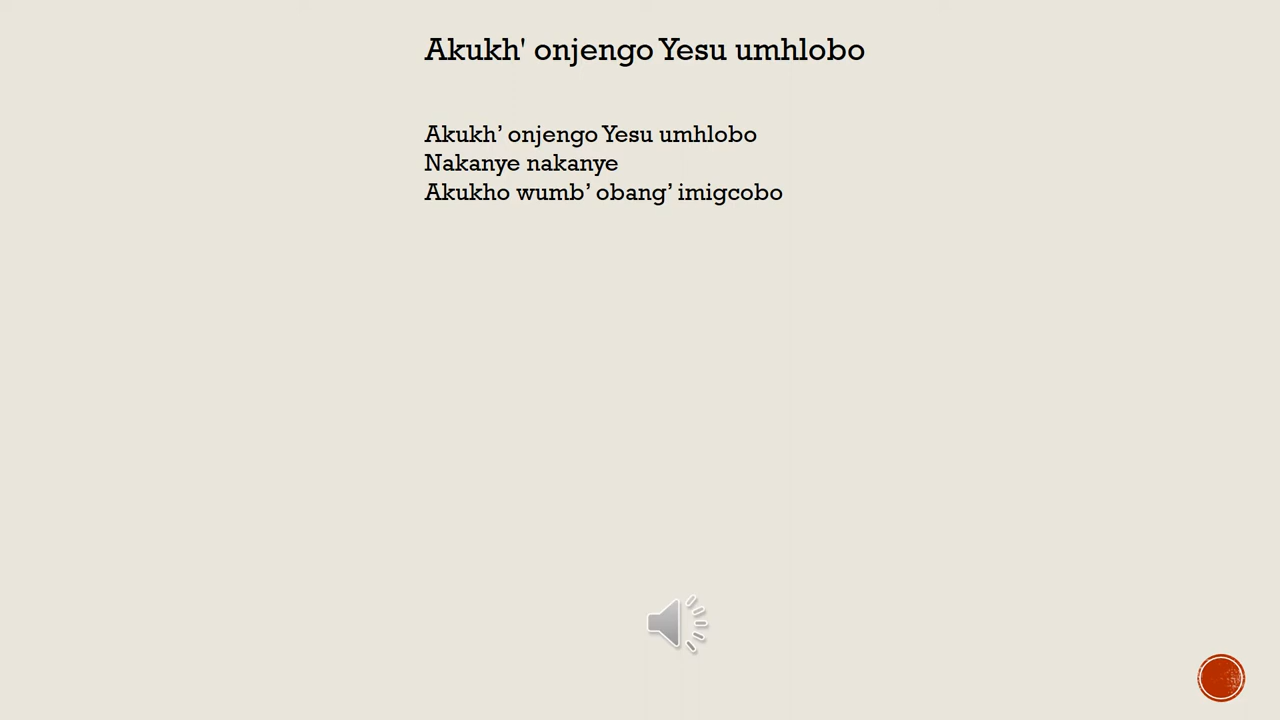 Akukh' onjengo Yesu umhlobo
Akukh’ onjengo Yesu umhlobo
Nakanye nakanye
Akukho wumb’ obang’ imigcobo